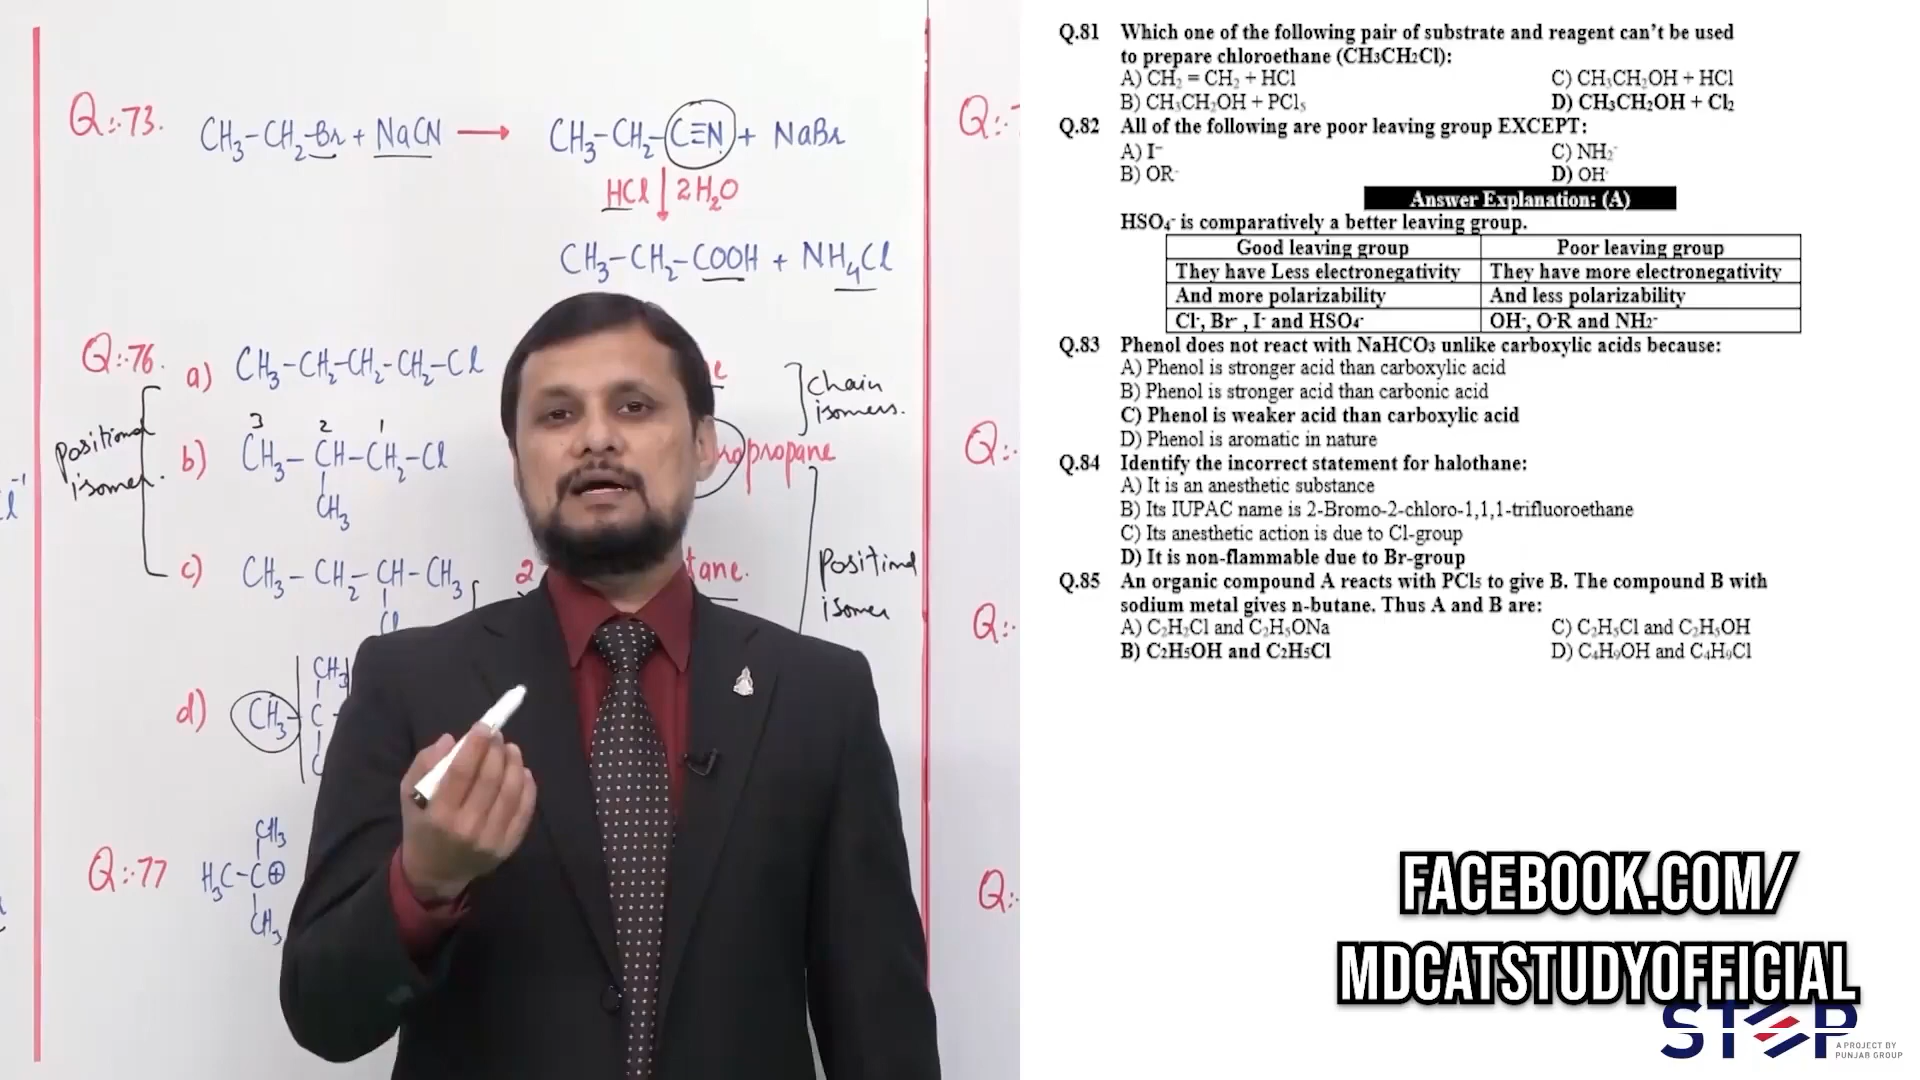 Q:-73.
CH₃-CH₂-Br + NaCN → CH₃-CH₂-C≡N + NaBr
HCl ↓ 2H₂O
CH₃-CH₂-COOH + NH₄Cl
Q:-76.
a) CH₃-CH₂-CH₂-CH₂-Cl
chain
isomers.
positional
isomer.
3 2 1
b) CH₃-CH-CH₂-Cl
propane
CH₃
c) CH₃-CH₂-CH-CH₃
2 tane.
Cl
positional
isomer
d) CH₃ C
CH₃
Q:-77
CH₃
H₃C-C⊕
CH₃
Q.81 Which one of the following pair of substrate and reagent can't be used
to prepare chloroethane (CH₃CH₂Cl):
A) CH₂ = CH₂ + HCl C) CH₃CH₂OH + HCl
B) CH₃CH₂OH + PCl₅ D) CH₃CH₂OH + Cl₂
Q.82 All of the following are poor leaving group EXCEPT:
A) I⁻ C) NH₂⁻
B) OR⁻ D) OH⁻
Answer Explanation: (A)
HSO₄⁻ is comparatively a better leaving group.
Good leaving group Poor leaving group
They have Less electronegativity They have more electronegativity
And more polarizability And less polarizability
Cl⁻, Br⁻ , I⁻ and HSO₄⁻ OH⁻, O⁻R and NH₂⁻
Q.83 Phenol does not react with NaHCO₃ unlike carboxylic acids because:
A) Phenol is stronger acid than carboxylic acid
B) Phenol is stronger acid than carbonic acid
C) Phenol is weaker acid than carboxylic acid
D) Phenol is aromatic in nature
Q.84 Identify the incorrect statement for halothane:
A) It is an anesthetic substance
B) Its IUPAC name is 2-Bromo-2-chloro-1,1,1-trifluoroethane
C) Its anesthetic action is due to Cl-group
D) It is non-flammable due to Br-group
Q.85 An organic compound A reacts with PCl₅ to give B. The compound B with
sodium metal gives n-butane. Thus A and B are:
A) C₂H₂Cl and C₂H₅ONa C) C₂H₅Cl and C₂H₅OH
B) C₂H₅OH and C₂H₅Cl D) C₄H₉OH and C₄H₉Cl
FACEBOOK.COM/
MDCATSTUDYOFFICIAL
STEP
A PROJECT BY
PUNJAB GROUP